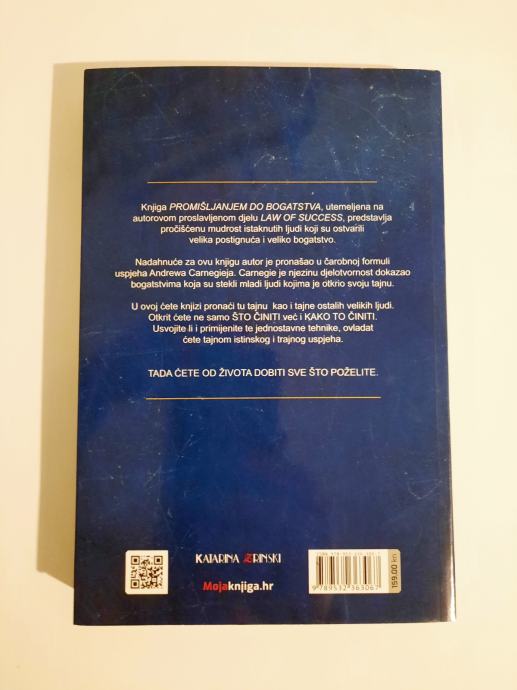 Knjiga PROMIŠLJANJEM DO BOGATSTVA, utemeljena na
autorovom proslavljenom djelu LAW OF SUCCESS, predstavlja
pročišćenu mudrost istaknutih ljudi koji su ostvarili
velika postignuća i veliko bogatstvo.
Nadahnuće za ovu knjigu autor je pronašao u čarobnoj formuli
uspjeha Andrewa Carnegieja. Carnegie je njezinu djelotvornost dokazao
bogatstvima koja su stekli mladi ljudi kojima je otkrio svoju tajnu.
U ovoj ćete knjizi pronaći tu tajnu kao i tajne ostalih velikih ljudi.
Otkrit ćete ne samo ŠTO ČINITI već i KAKO TO ČINITI.
Usvojite li i primijenite te jednostavne tehnike, ovladat
ćete tajnom istinskog i trajnog uspjeha.
TADA ĆETE OD ŽIVOTA DOBITI SVE ŠTO POŽELITE.
KATARINA ZRINSKI
Mojaknjiga.hr
9 789532 363067
159.00 kn